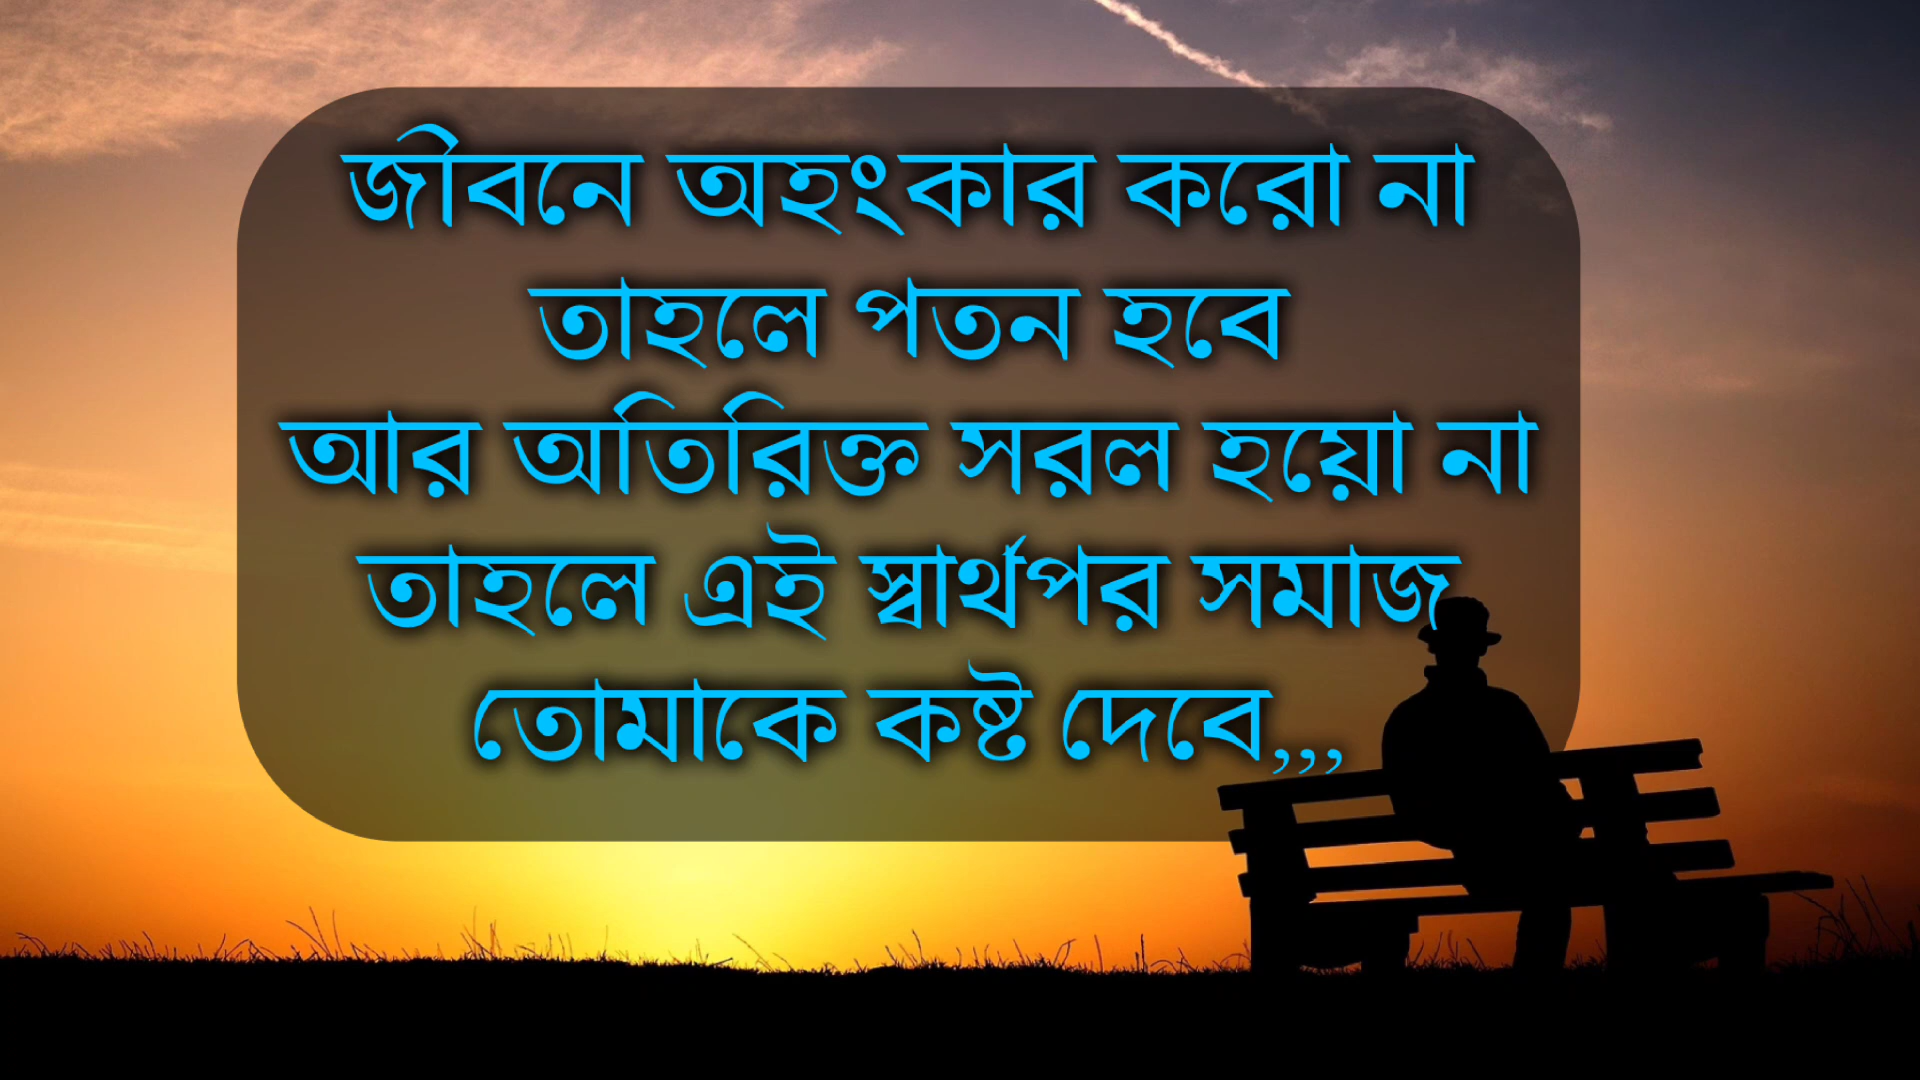 জীবনে অহংকার করো না
তাহলে পতন হবে
আর অতিরিক্ত সরল হয়ো না
তাহলে এই স্বার্থপর সমাজ
তোমাকে কষ্ট দেবে,,,